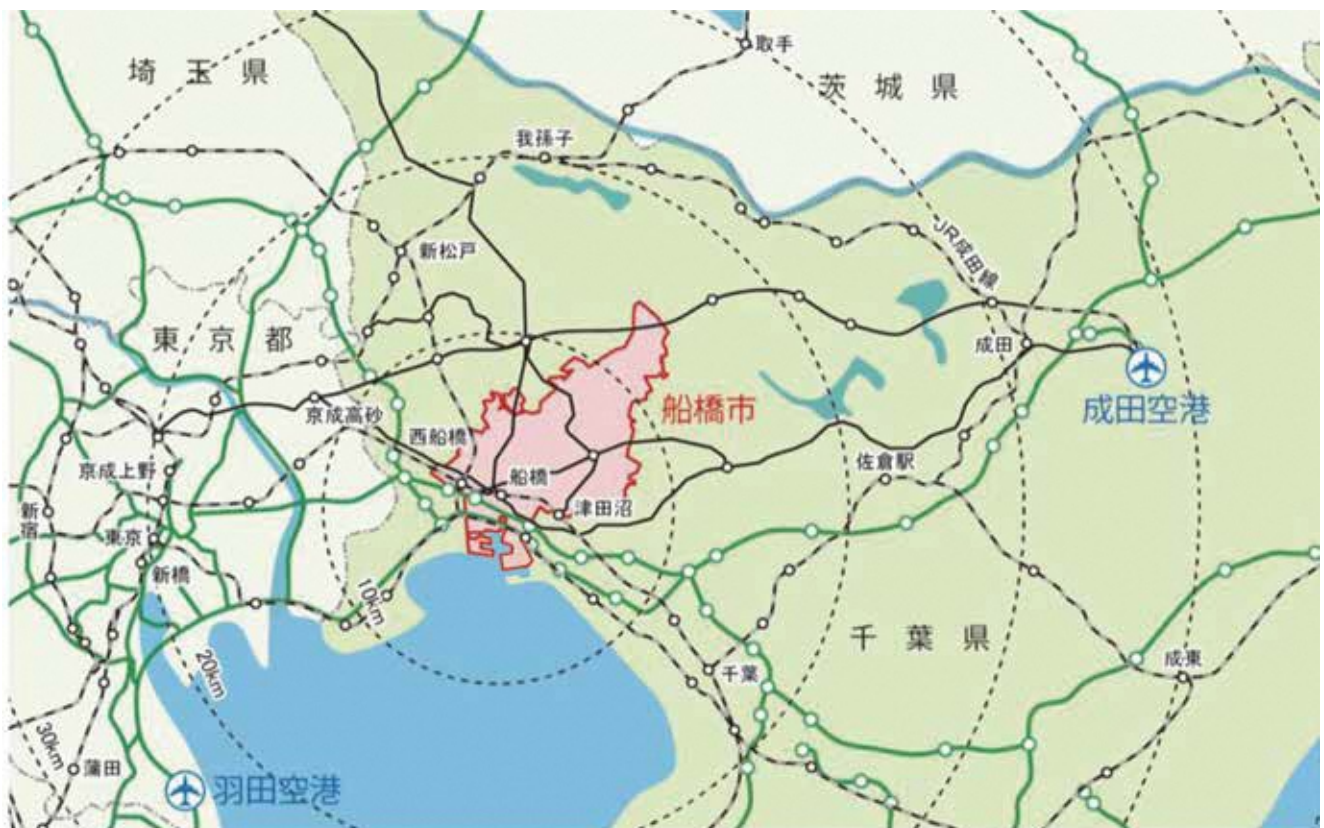 取手
埼玉県
茨城県
我孫子
新松戸
JR成田線
東京都
成田
船橋市
成田空港
京成高砂
西船橋
京成上野
船橋
佐倉駅
新宿
津田沼
東京
新橋
10km
千葉県
20km
千葉
成東
30km
蒲田
羽田空港